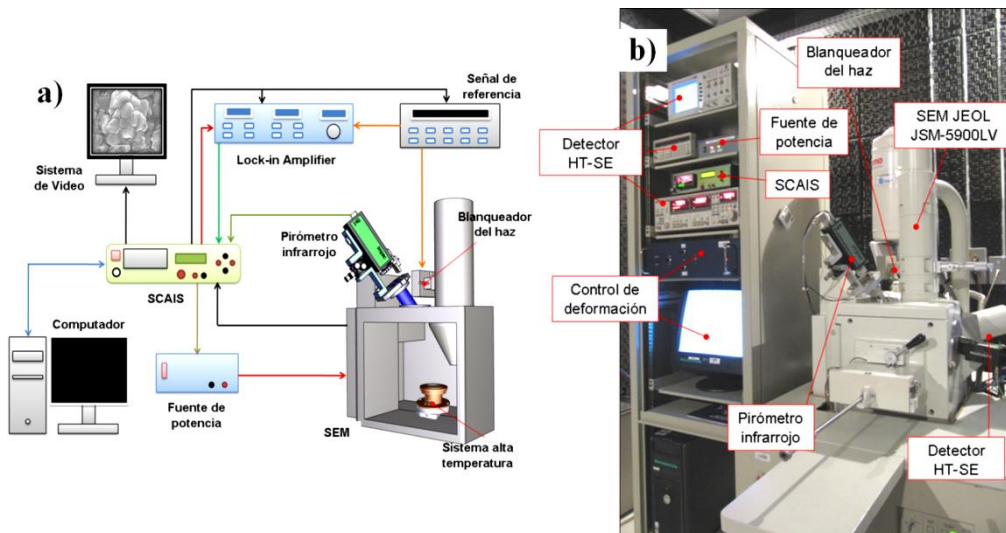 a)
Sistema
de Video
Lock-in Amplifier
Señal de
referencia
Pirómetro
infrarrojo
Blanqueador
del haz
SCAIS
Computador
Fuente de
potencia
SEM
Sistema alta
temperatura
b)
Blanqueador
del haz
SEM JEOL
JSM-5900LV
Fuente de
potencia
Detector
HT-SE
SCAIS
Control de
deformación
Pirómetro
infrarrojo
Detector
HT-SE